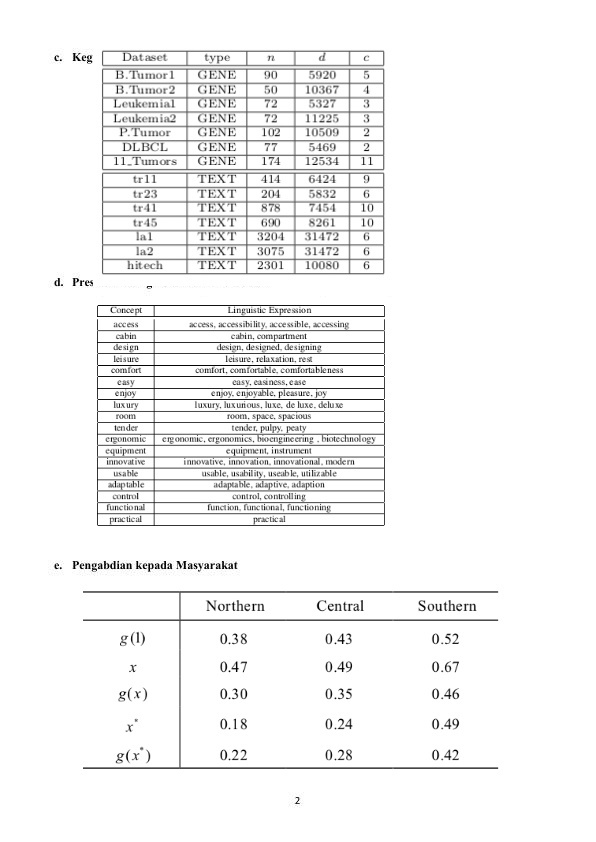 c. Keg
Dataset type n d c
B.Tumor1 GENE 90 5920 5
B.Tumor2 GENE 50 10367 4
Leukemia1 GENE 72 5327 3
Leukemia2 GENE 72 11225 3
P.Tumor GENE 102 10509 2
DLBCL GENE 77 5469 2
11_Tumors GENE 174 12534 11
tr11 TEXT 414 6424 9
tr23 TEXT 204 5832 6
tr41 TEXT 878 7454 10
tr45 TEXT 690 8261 10
la1 TEXT 3204 31472 6
la2 TEXT 3075 31472 6
hitech TEXT 2301 10080 6
d. Pres
Concept Linguistic Expression
access access, accessibility, accessible, accessing
cabin cabin, compartment
design design, designed, designing
leisure leisure, relaxation, rest
comfort comfort, comfortable, comfortableness
easy easy, easiness, ease
enjoy enjoy, enjoyable, pleasure, joy
luxury luxury, luxurious, luxe, de luxe, deluxe
room room, space, spacious
tender tender, pulpy, peaty
ergonomic ergonomic, ergonomics, bioengineering , biotechnology
equipment equipment, instrument
innovative innovative, innovation, innovational, modern
usable usable, usability, useable, utilizable
adaptable adaptable, adaptive, adaption
control control, controlling
functional function, functional, functioning
practical practical
e. Pengabdian kepada Masyarakat
Northern Central Southern
g(1) 0.38 0.43 0.52
x 0.47 0.49 0.67
g(x) 0.30 0.35 0.46
x* 0.18 0.24 0.49
g(x*) 0.22 0.28 0.42
2